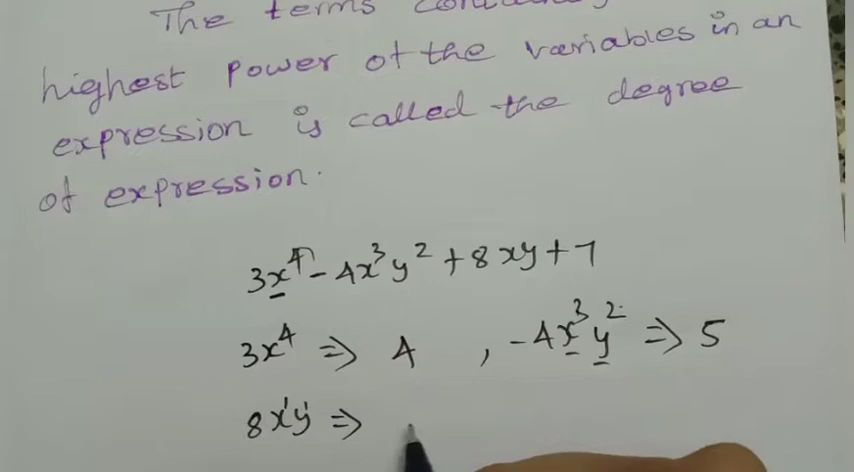 The terms
highest power of the variables in an
expression is called the degree
of expression.
3x⁴ - 4x³y² + 8xy + 7
3x⁴ ⇒ 4 , -4x³y² ⇒ 5
8x¹y¹ ⇒